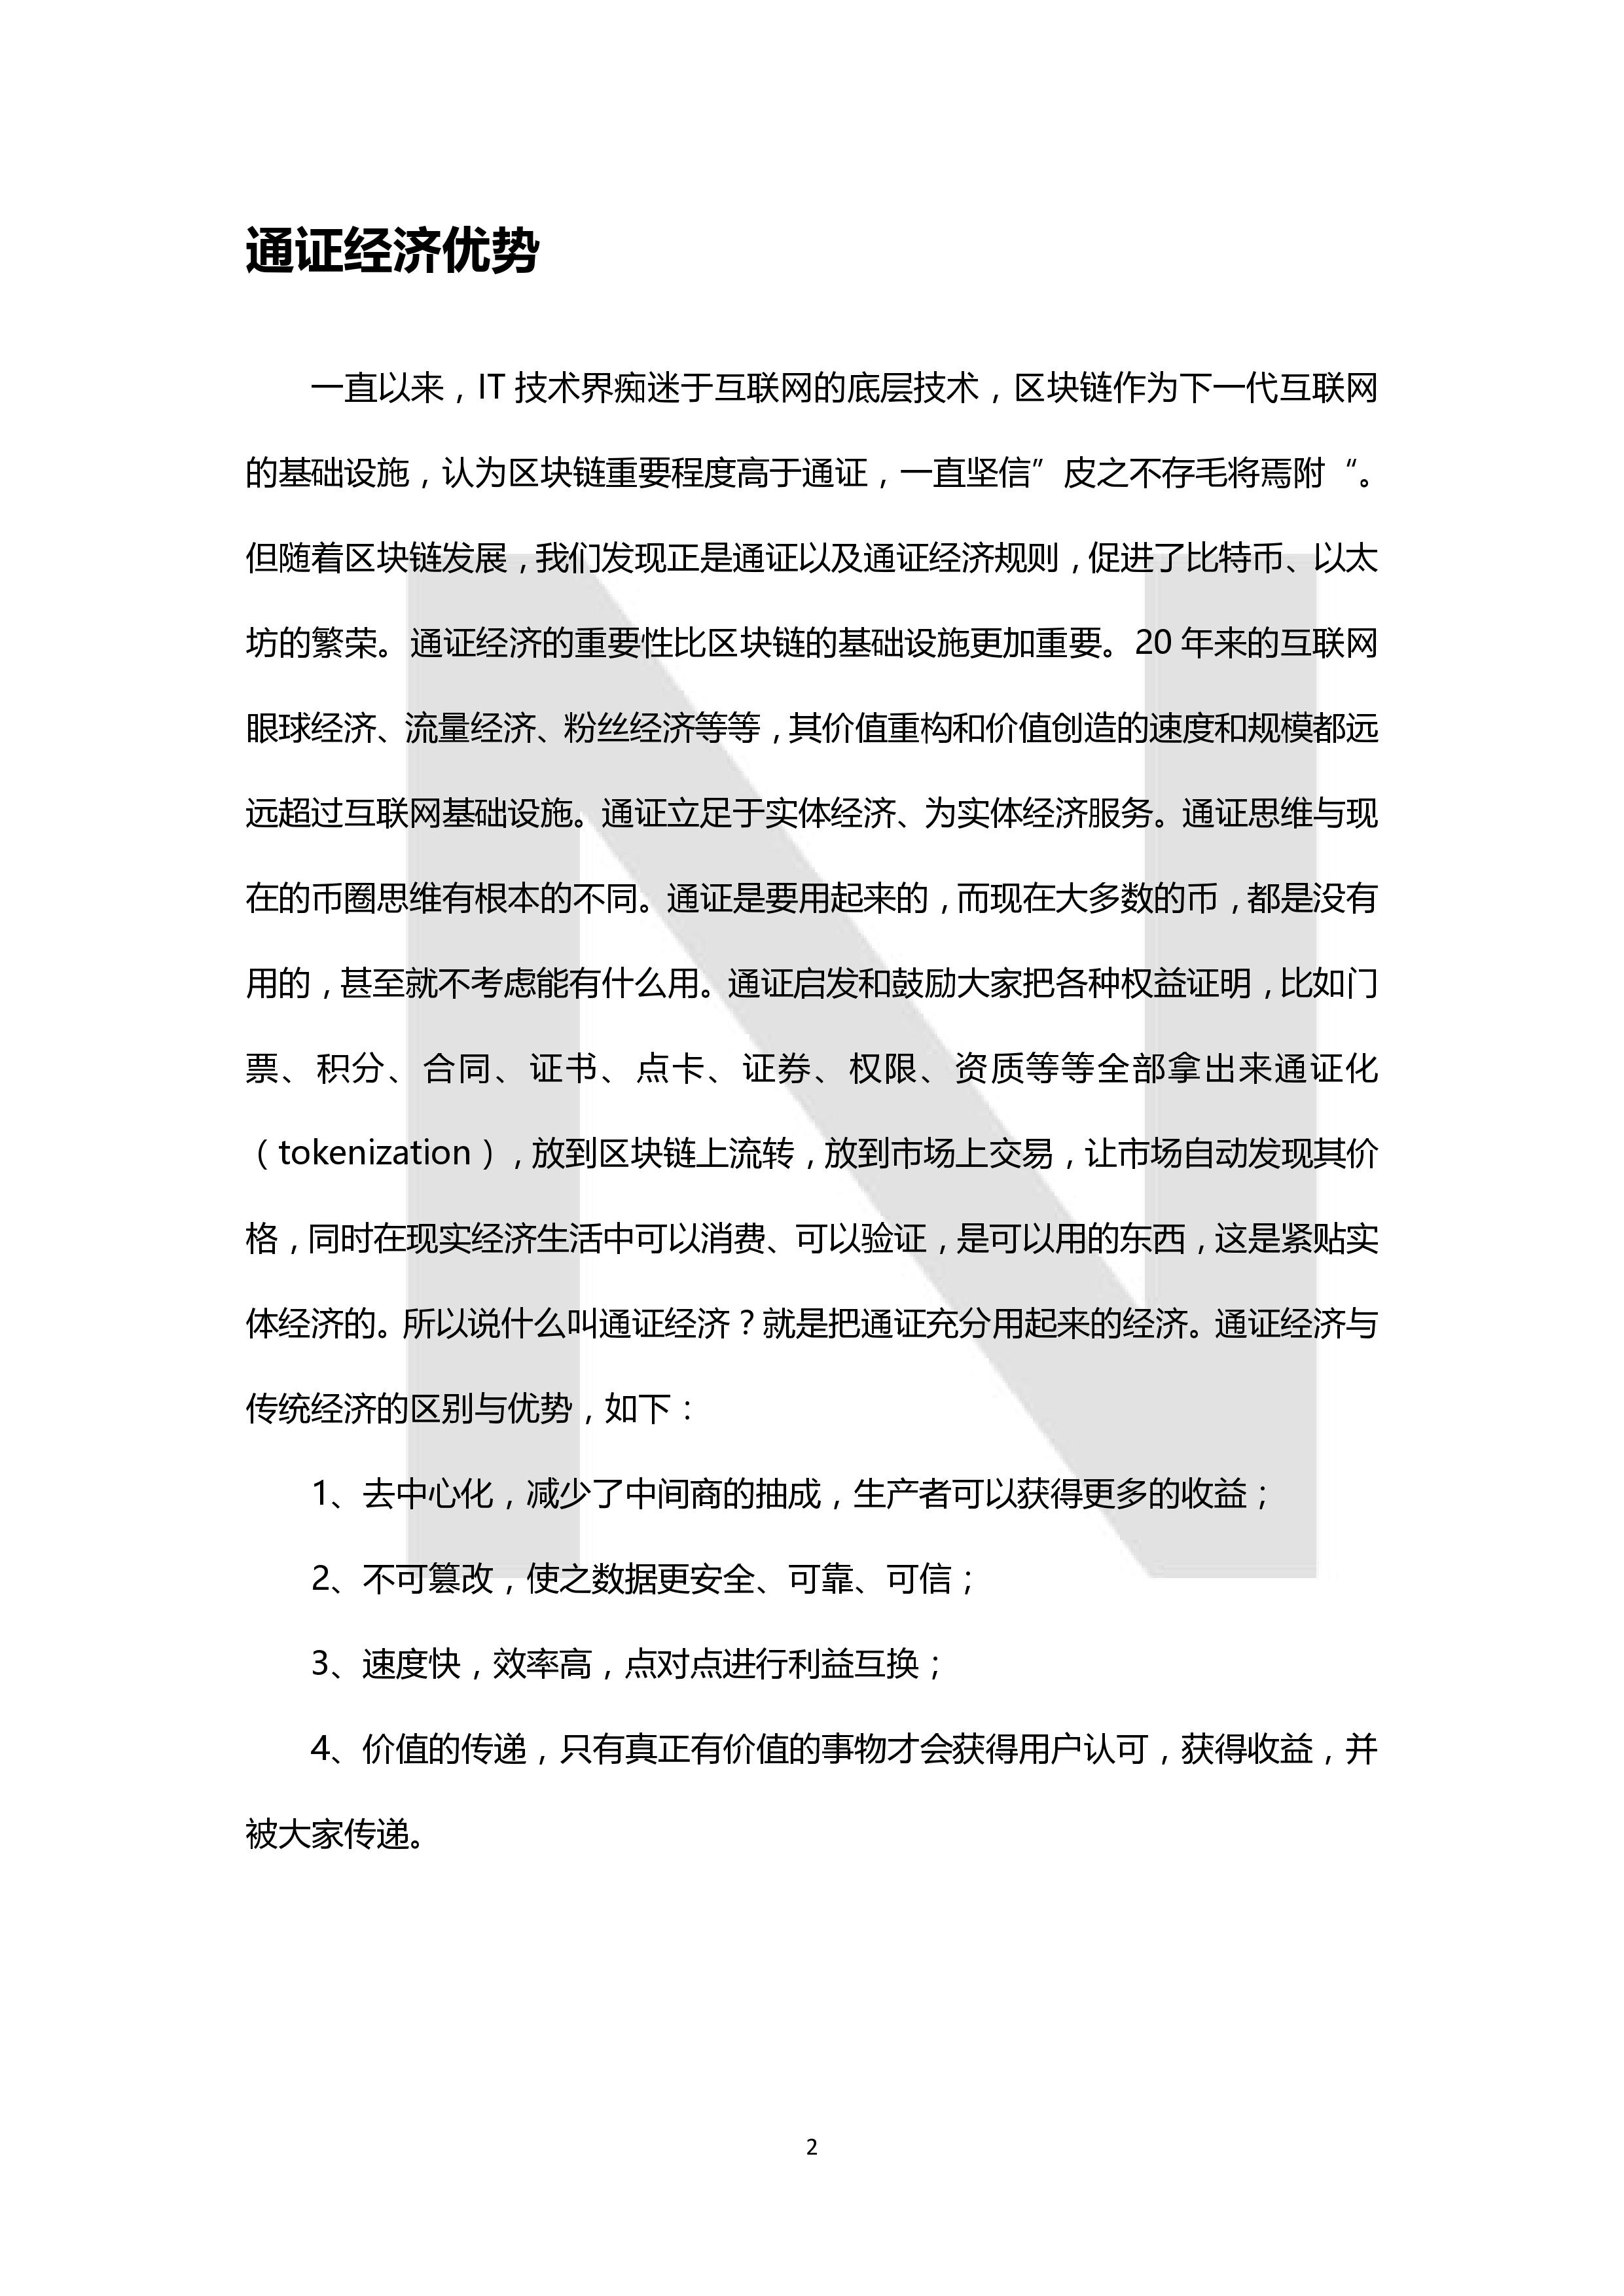 通证经济优势
一直以来，IT 技术界痴迷于互联网的底层技术，区块链作为下一代互联网
的基础设施，认为区块链重要程度高于通证，一直坚信”皮之不存毛将焉附“。
但随着区块链发展，我们发现正是通证以及通证经济规则，促进了比特币、以太
坊的繁荣。通证经济的重要性比区块链的基础设施更加重要。20 年来的互联网
眼球经济、流量经济、粉丝经济等等，其价值重构和价值创造的速度和规模都远
远超过互联网基础设施。通证立足于实体经济、为实体经济服务。通证思维与现
在的币圈思维有根本的不同。通证是要用起来的，而现在大多数的币，都是没有
用的，甚至就不考虑能有什么用。通证启发和鼓励大家把各种权益证明，比如门
票、积分、合同、证书、点卡、证券、权限、资质等等全部拿出来通证化
（tokenization），放到区块链上流转，放到市场上交易，让市场自动发现其价
格，同时在现实经济生活中可以消费、可以验证，是可以用的东西，这是紧贴实
体经济的。所以说什么叫通证经济？就是把通证充分用起来的经济。通证经济与
传统经济的区别与优势，如下：
1、去中心化，减少了中间商的抽成，生产者可以获得更多的收益；
2、不可篡改，使之数据更安全、可靠、可信；
3、速度快，效率高，点对点进行利益互换；
4、价值的传递，只有真正有价值的事物才会获得用户认可，获得收益，并
被大家传递。
2